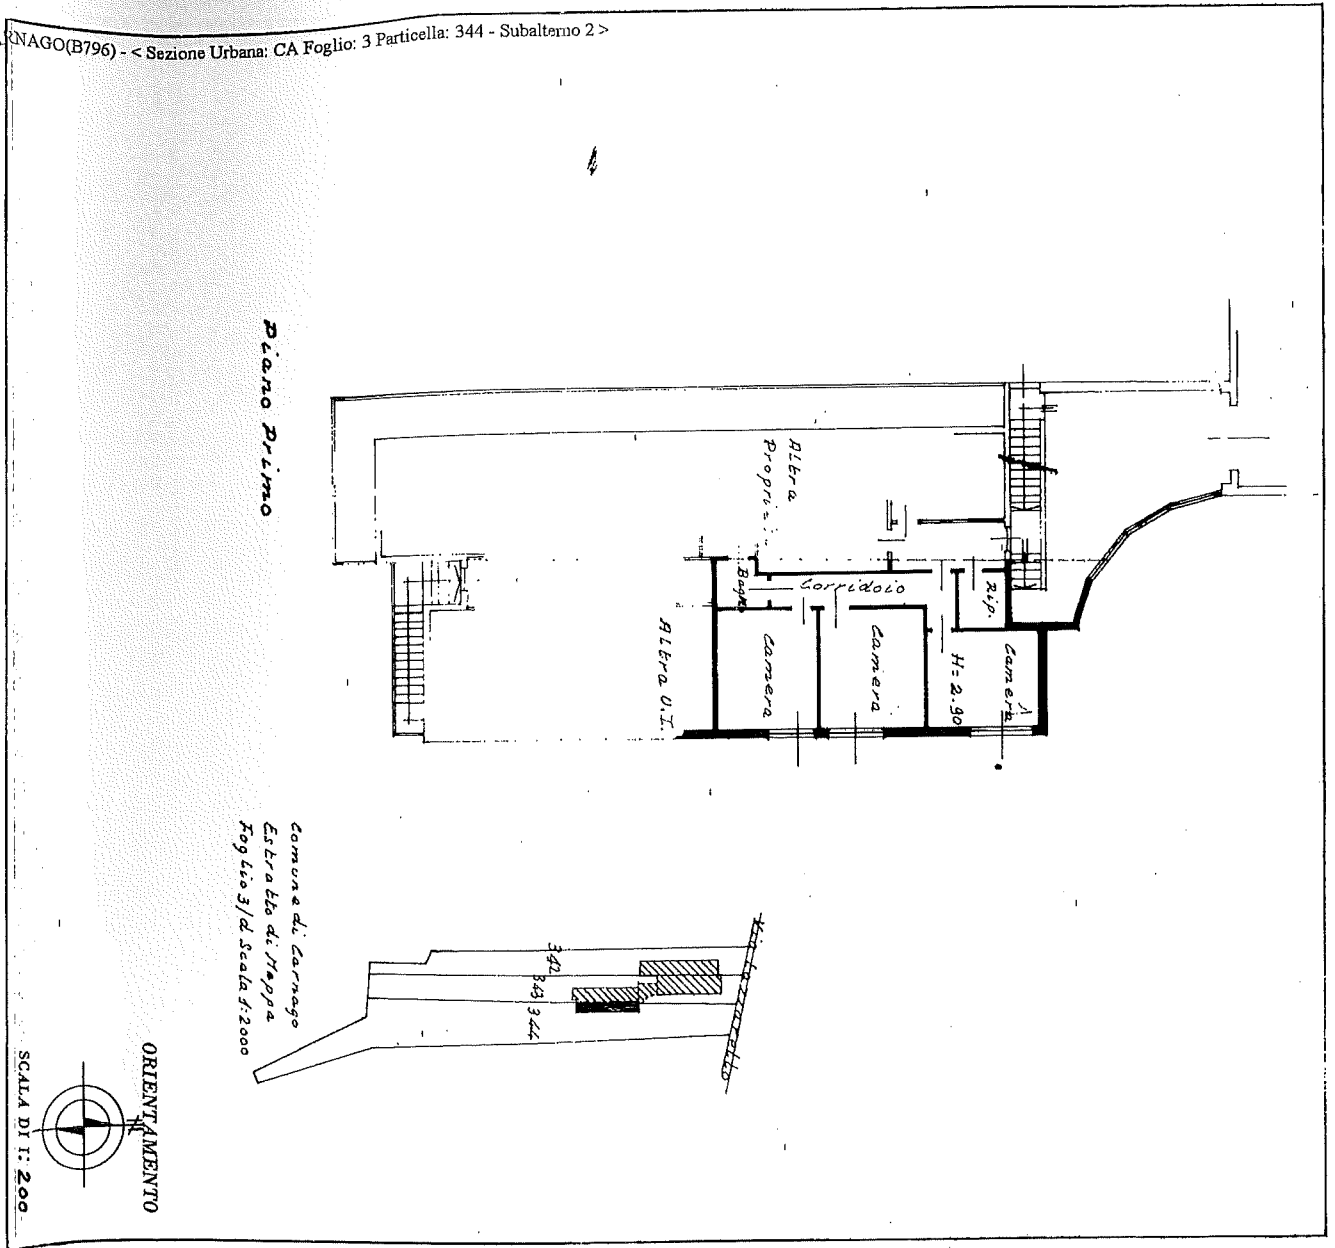 RNAGO(B796) - < Sezione Urbana: CA Foglio: 3 Particella: 344 - Subalterno 2 >
Piano Primo
Altra
Corridoio
Bagno
Rip.
Camera
Camera
Camera
H= 2.90
Altra U.I.
Comune di Carnago
Estratto di Mappa
Foglio 3/d Scala 1:2000
342
343
344
Via Lazzaretto
ORIENTAMENTO
SCALA DI 1: 200